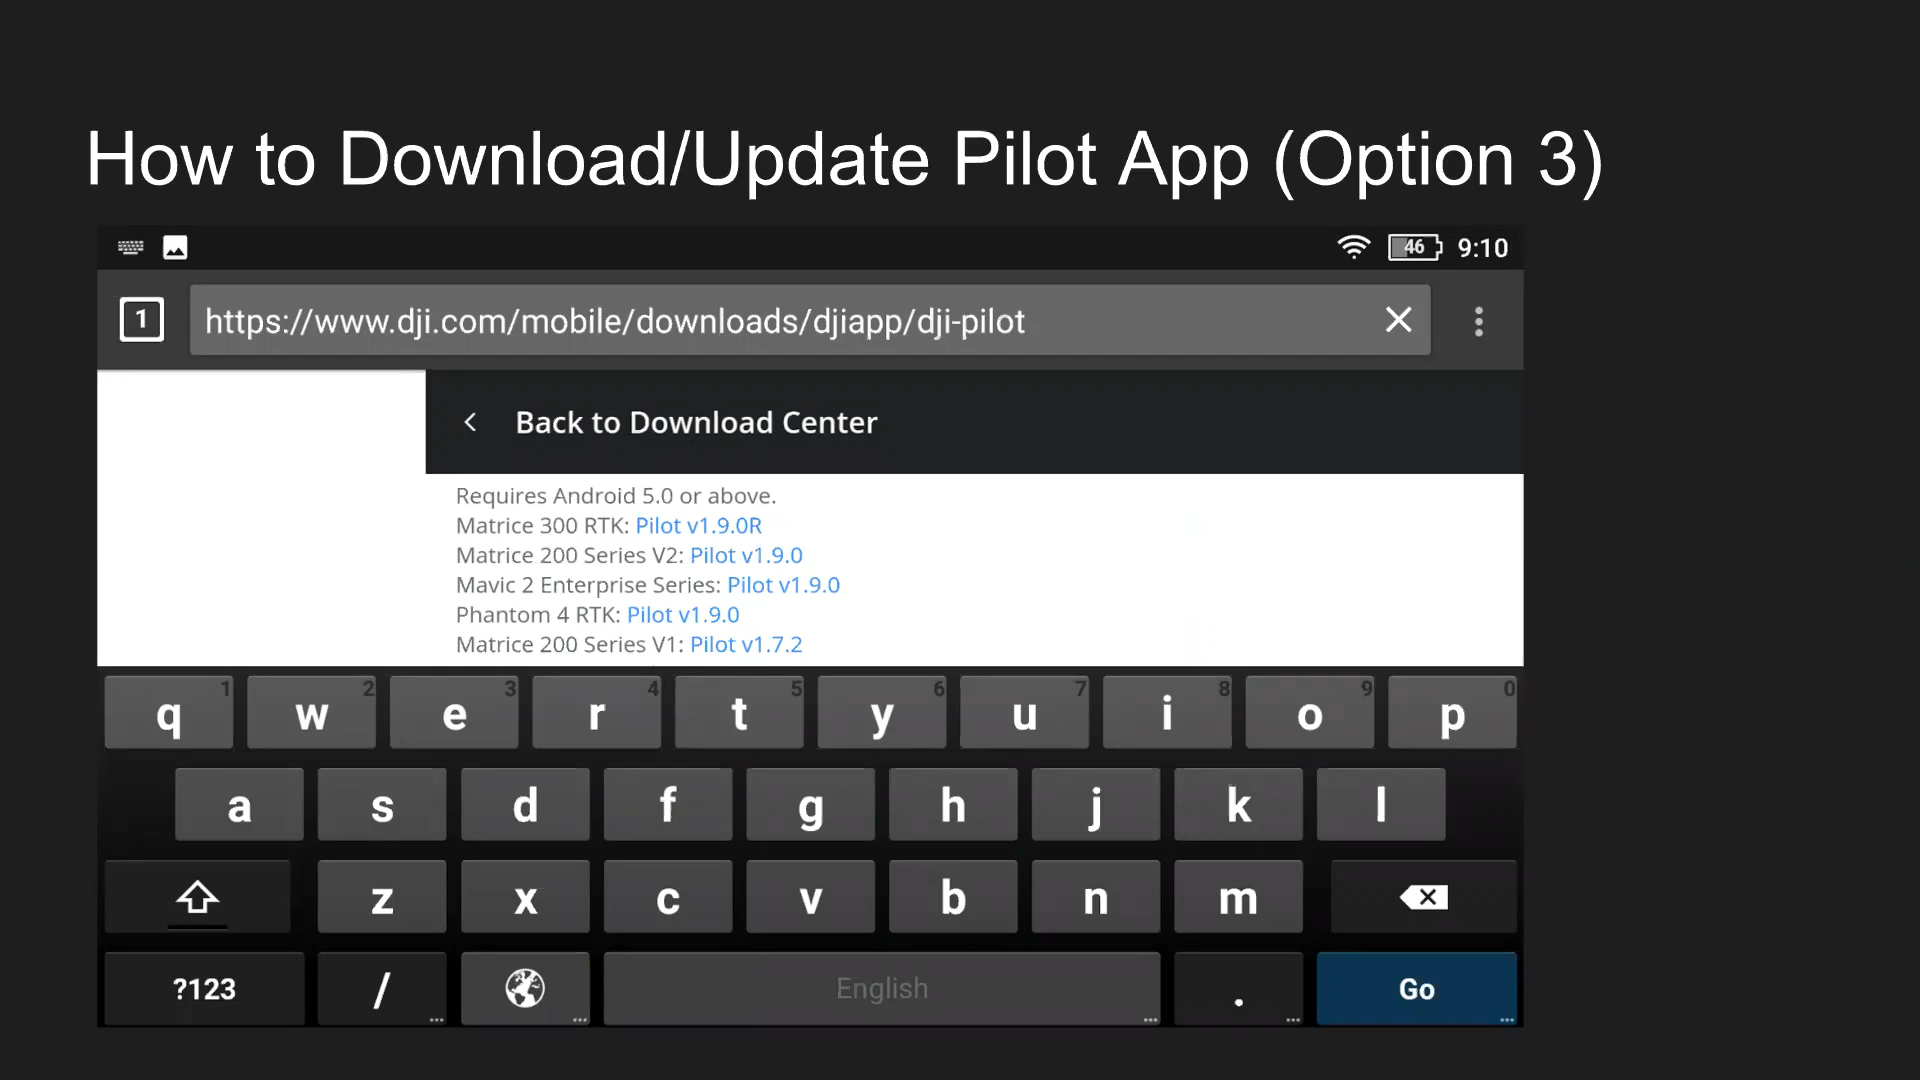 How to Download/Update Pilot App (Option 3)
46 9:10
1 https://www.dji.com/mobile/downloads/djiapp/dji-pilot
Back to Download Center
Requires Android 5.0 or above.
Matrice 300 RTK: Pilot v1.9.0R
Matrice 200 Series V2: Pilot v1.9.0
Mavic 2 Enterprise Series: Pilot v1.9.0
Phantom 4 RTK: Pilot v1.9.0
Matrice 200 Series V1: Pilot v1.7.2
q 1 w 2 e 3 r 4 t 5 y 6 u 7 i 8 o 9 p 0
a s d f g h j k l
z x c v b n m
?123 / ... ... English ... . ... Go ...